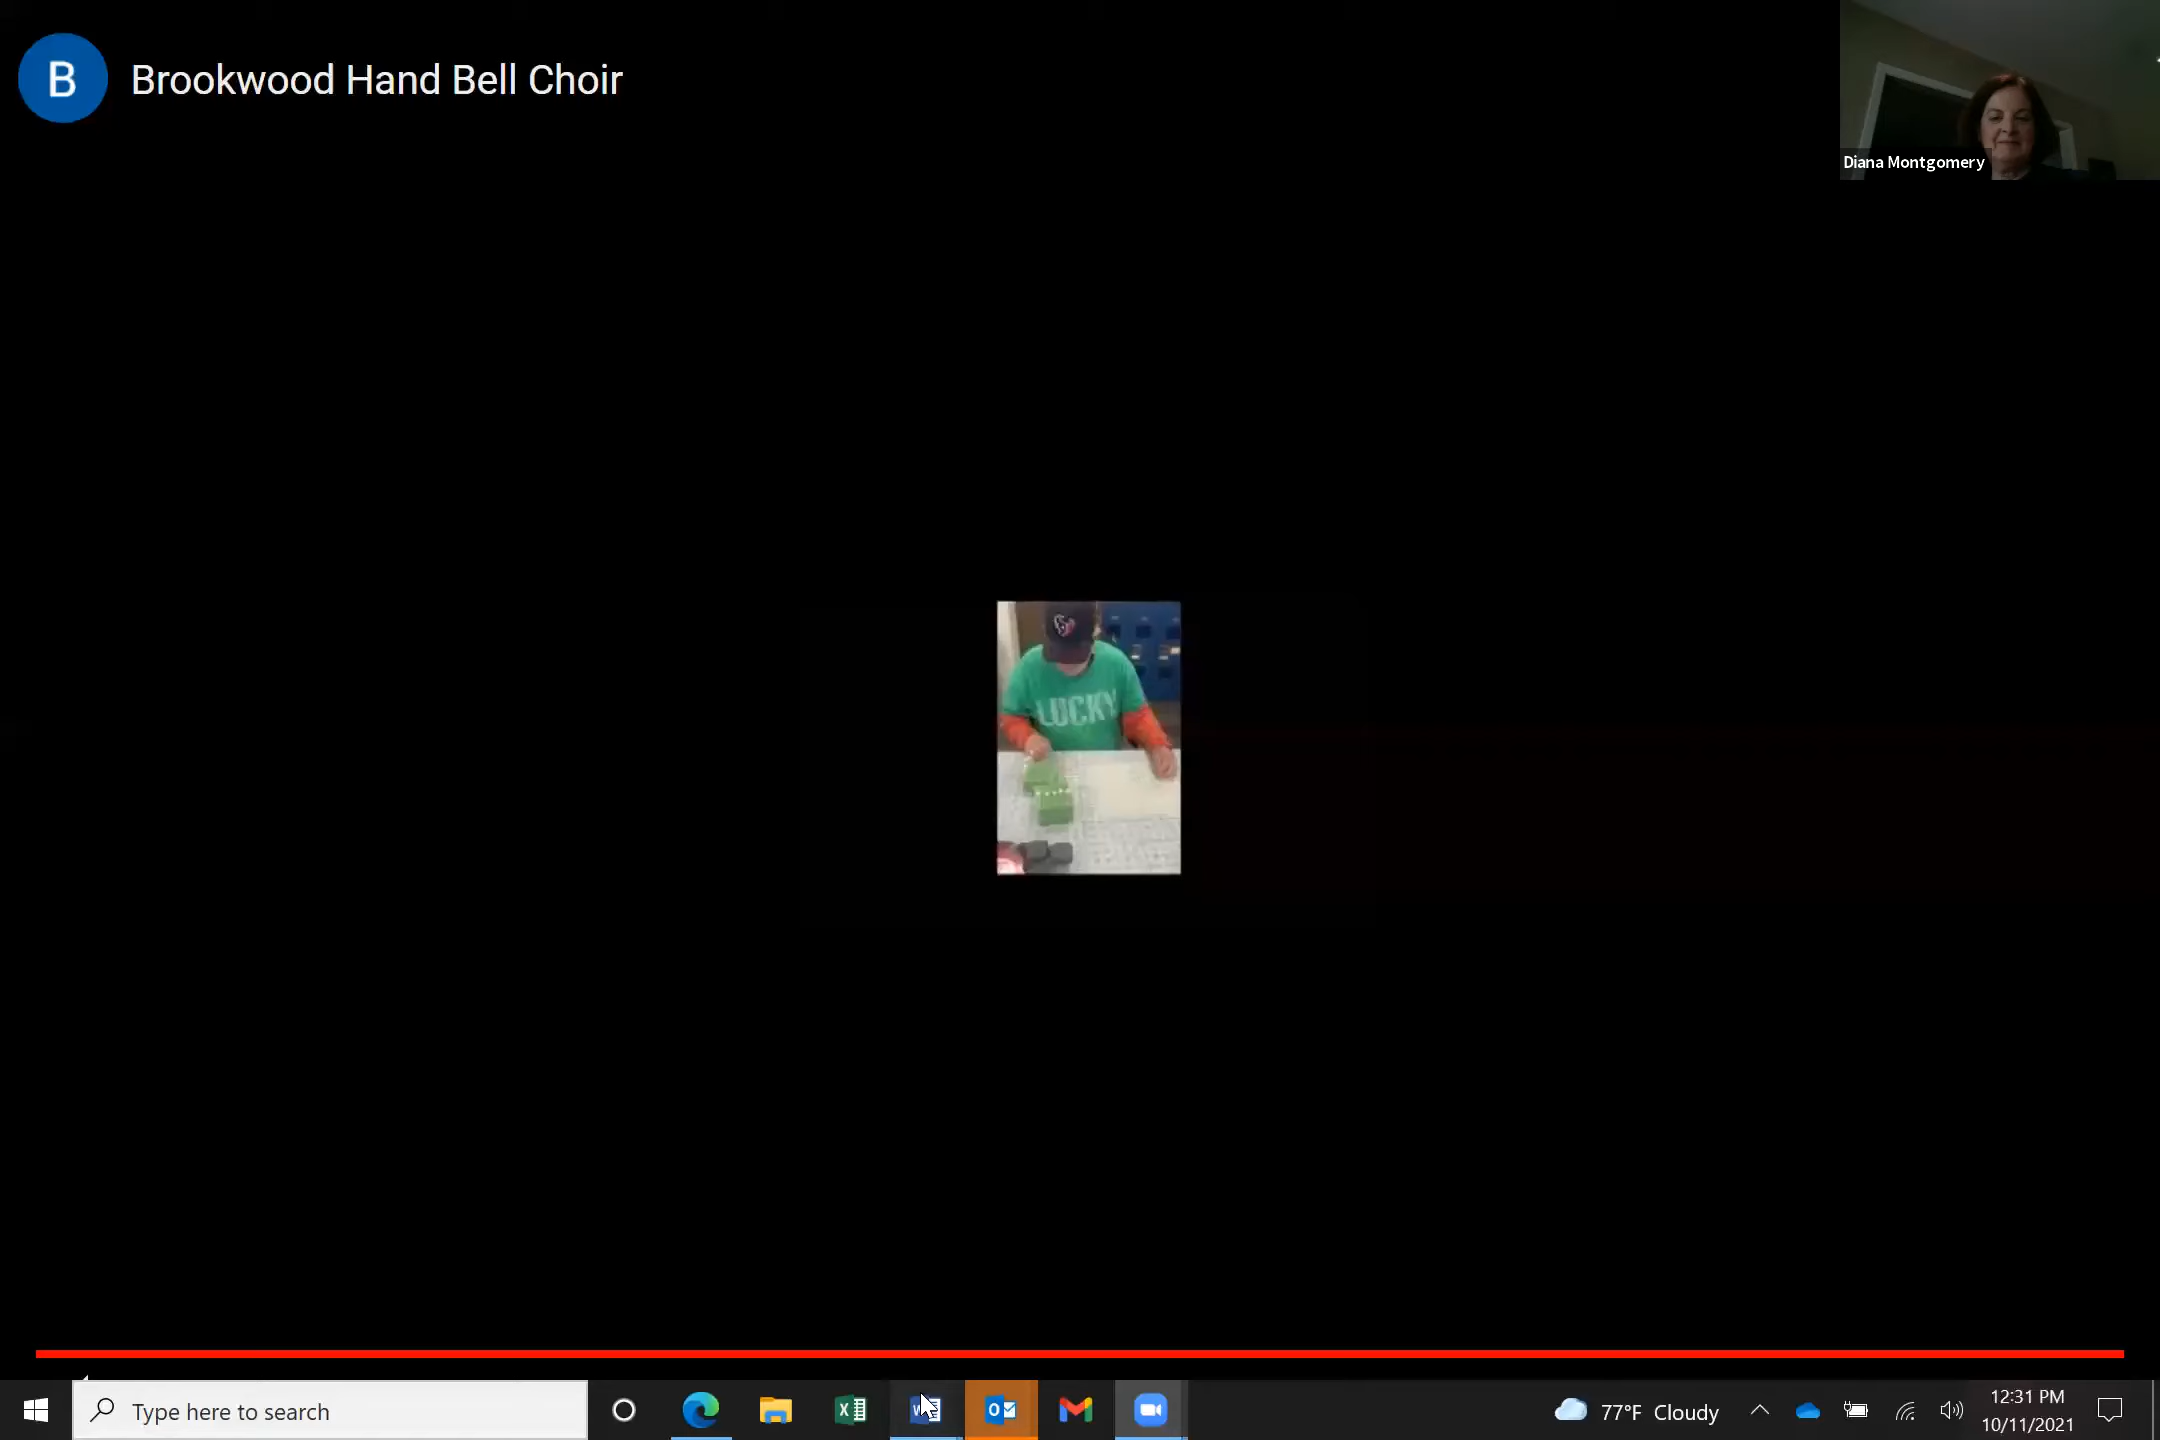 B
Brookwood Hand Bell Choir
Diana Montgomery
LUCKY
Type here to search
77°F Cloudy
12:31 PM
10/11/2021